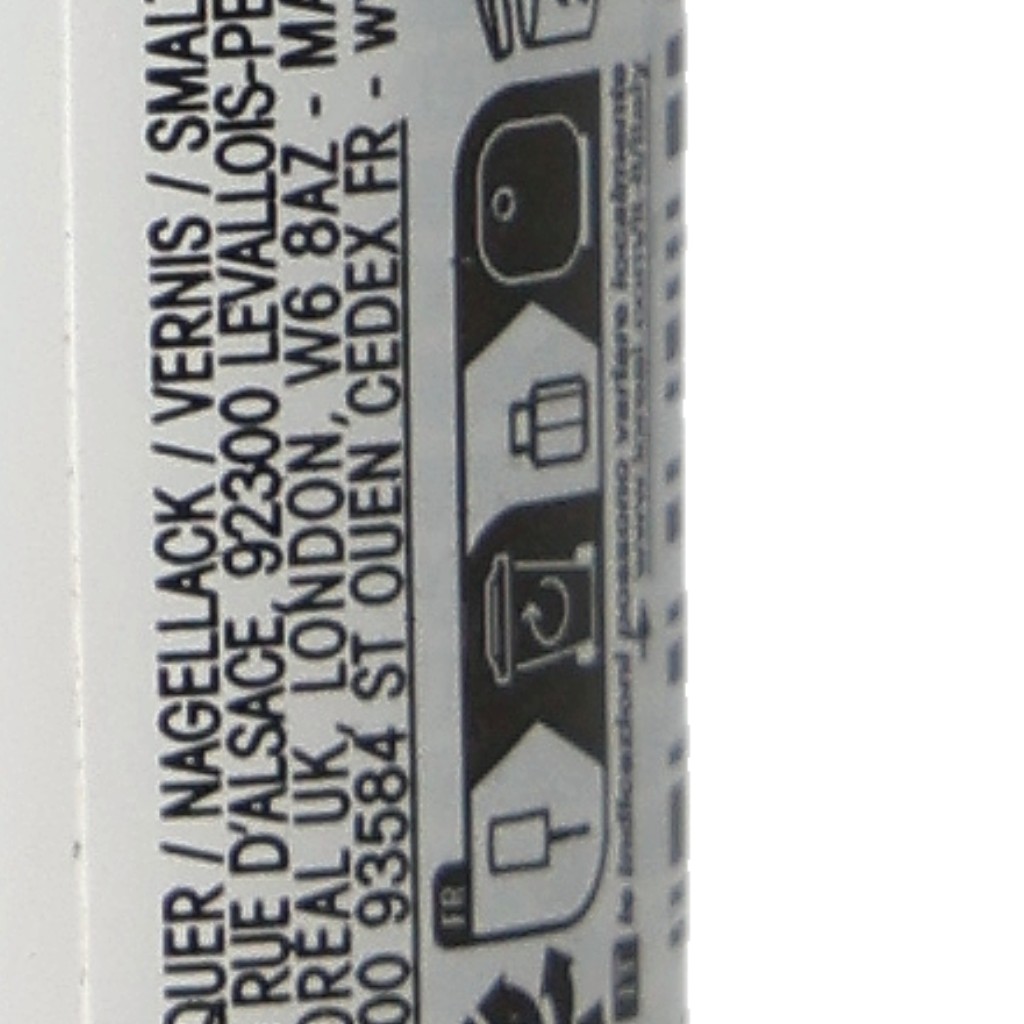 QUER / NAGELLACK / VERNIS / SMAL
RUE D'ALSACE, 92300 LEVALLOIS-PE
ORÉAL UK, LONDON, W6 8AZ - MA
00 93584 ST OUEN CEDEX FR - W
FR